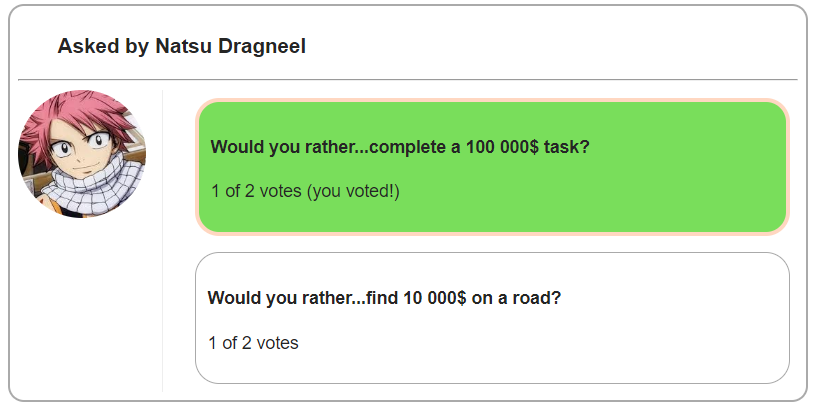 Asked by Natsu Dragneel
Would you rather...complete a 100 000$ task?
1 of 2 votes (you voted!)
Would you rather...find 10 000$ on a road?
1 of 2 votes